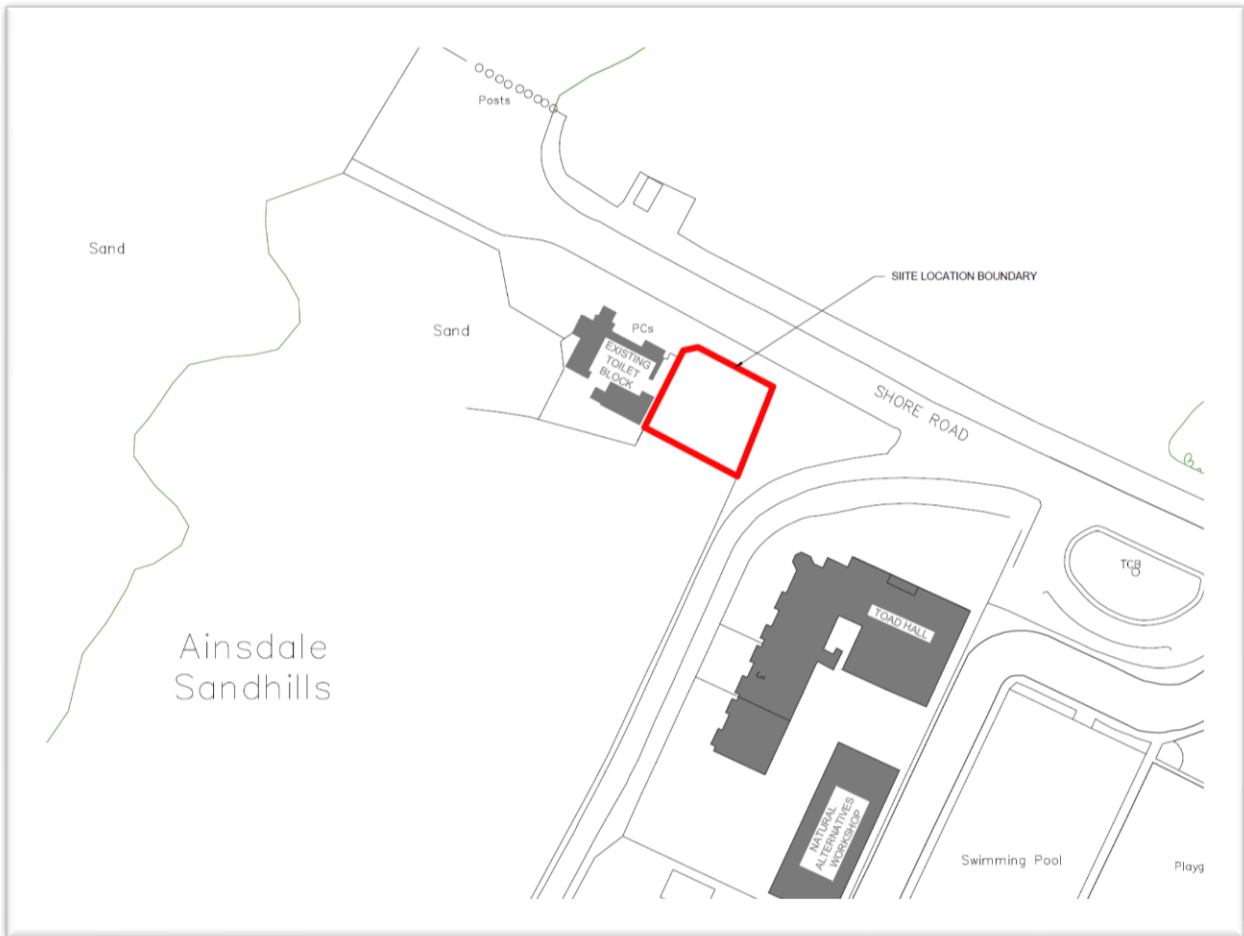 Posts
Sand
SIITE LOCATION BOUNDARY
Sand
PCs
EXISTING
TOILET
BLOCK
SHORE ROAD
TCB
TOAD HALL
Ainsdale
Sandhills
3
NATURAL
ALTERNATIVES
WORKSHOP
Swimming Pool
Playg